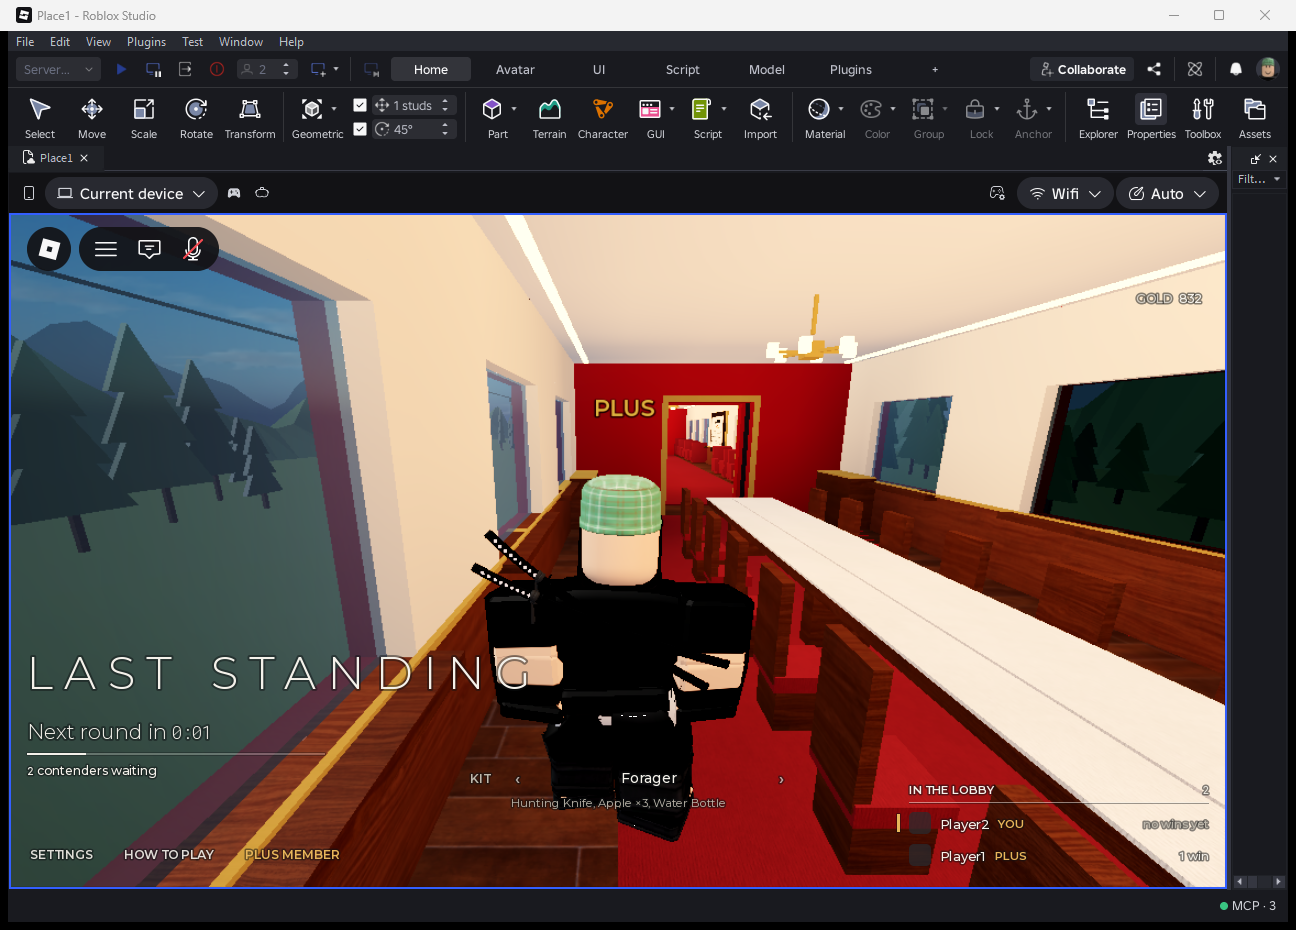 Place1 - Roblox Studio
File Edit View Plugins Test Window Help
Server... 2 Home Avatar UI Script Model Plugins + Collaborate
Select Move Scale Rotate Transform Geometric 1 studs 45° Part Terrain Character GUI Script Import Material Color Group Lock Anchor Explorer Properties Toolbox Assets
Place1
Filt...
Current device Wifi Auto
GOLD 832
PLUS
LAST STANDING
Next round in 0:01
2 contenders waiting
KIT ‹ Forager ›
Hunting Knife, Apple ×3, Water Bottle
IN THE LOBBY 2
Player2 YOU no wins yet
Player1 PLUS 1 win
SETTINGS HOW TO PLAY PLUS MEMBER
MCP · 3